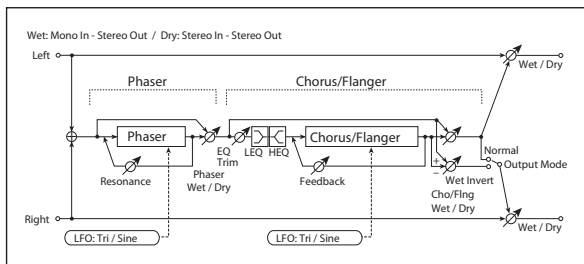 Wet: Mono In - Stereo Out / Dry: Stereo In - Stereo Out
Left
Wet / Dry
Phaser
Chorus/Flanger
Phaser
Chorus/Flanger
EQ
Trim
LEQ
HEQ
Normal
Output Mode
Resonance
Phaser
Wet / Dry
Feedback
+
−
Wet Invert
Cho/Flng
Wet / Dry
Right
Wet / Dry
LFO: Tri / Sine
LFO: Tri / Sine